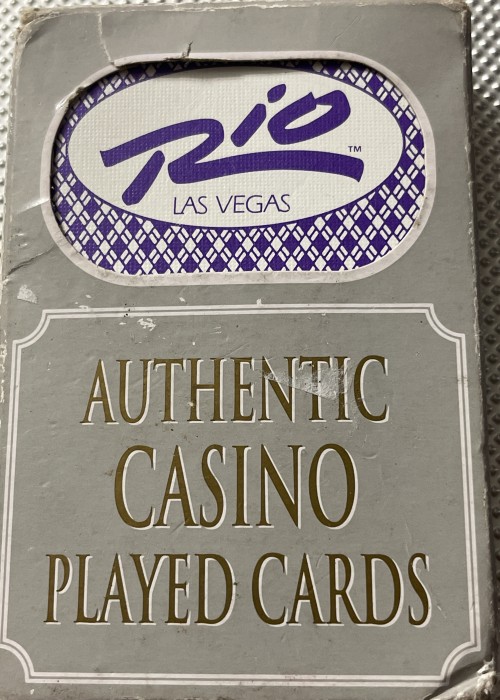 Rio™
LAS VEGAS
AUTHENTIC
CASINO
PLAYED CARDS